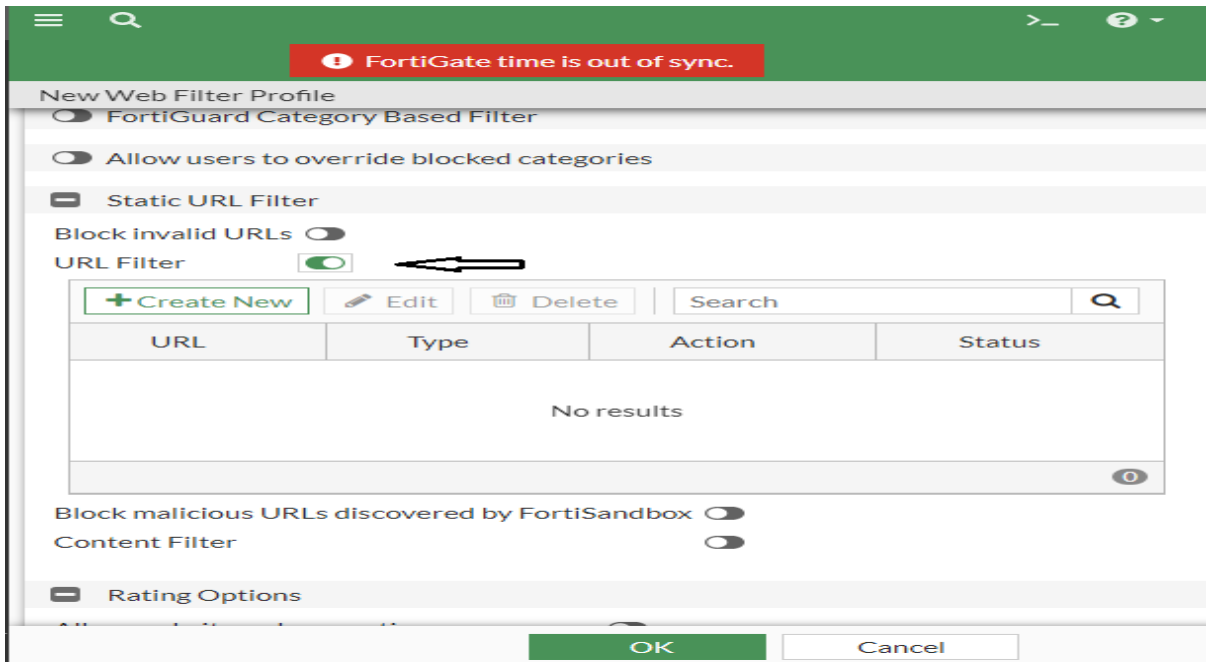 >_ ?
! FortiGate time is out of sync.
New Web Filter Profile
FortiGuard Category Based Filter
Allow users to override blocked categories
Static URL Filter
Block invalid URLs
URL Filter
+ Create New Edit Delete Search
URL Type Action Status
No results
0
Block malicious URLs discovered by FortiSandbox
Content Filter
Rating Options
OK Cancel